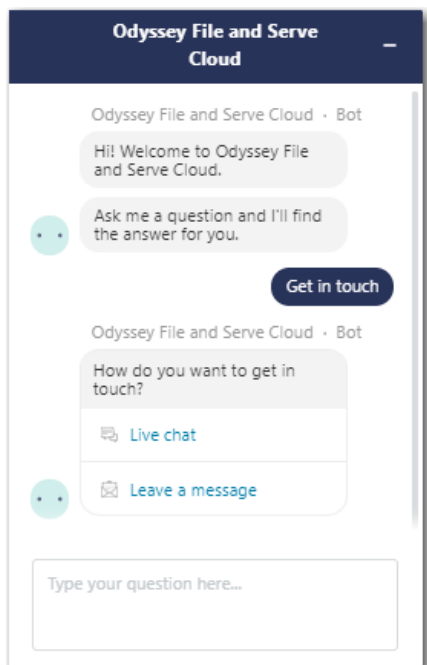 Odyssey File and Serve
Cloud
Odyssey File and Serve Cloud · Bot
Hi! Welcome to Odyssey File
and Serve Cloud.
Ask me a question and I'll find
the answer for you.
Get in touch
Odyssey File and Serve Cloud · Bot
How do you want to get in
touch?
Live chat
Leave a message
Type your question here...